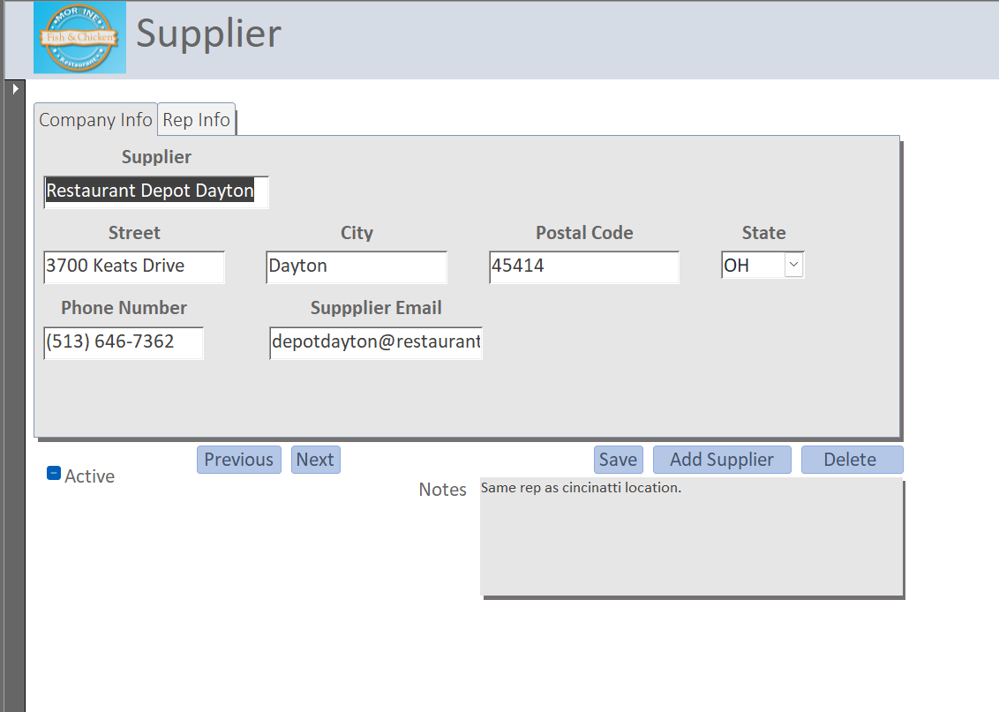 MOR INE
Fish & Chicken
Restaurant
Supplier
Company Info
Rep Info
Supplier
Restaurant Depot Dayton
Street
City
Postal Code
State
3700 Keats Drive
Dayton
45414
OH
Phone Number
Suppplier Email
(513) 646-7362
depotdayton@restaurant
Previous
Next
Save
Add Supplier
Delete
Active
Notes
Same rep as cincinatti location.